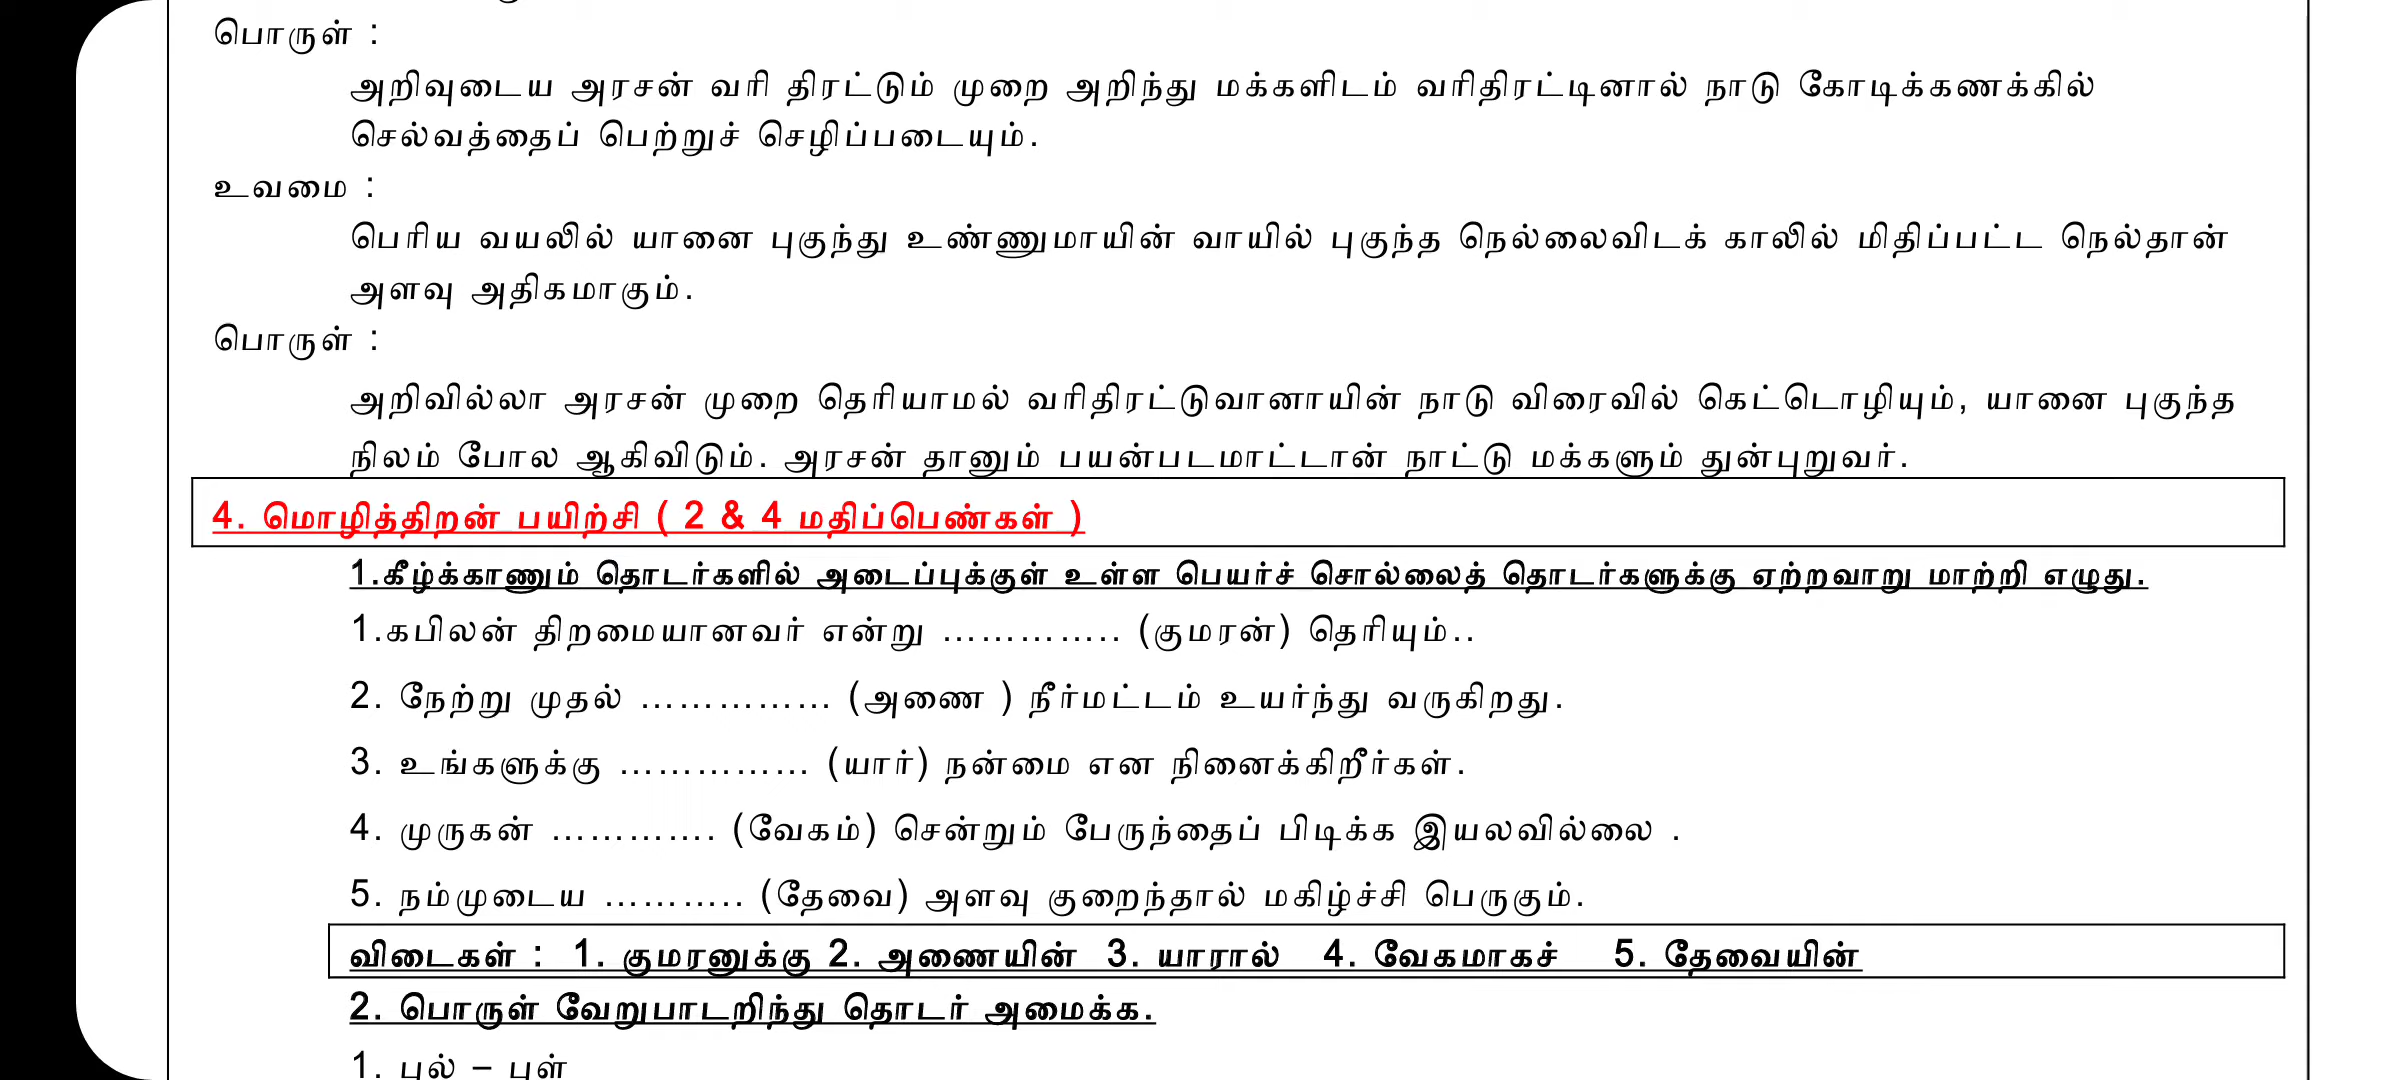 பொருள் :
அறிவுடைய அரசன் வரி திரட்டும் முறை அறிந்து மக்களிடம் வரிதிரட்டினால் நாடு கோடிக்கணக்கில்
செல்வத்தைப் பெற்றுச் செழிப்படையும்.
உவமை :
பெரிய வயலில் யானை புகுந்து உண்ணுமாயின் வாயில் புகுந்த நெல்லைவிடக் காலில் மிதிப்பட்ட நெல்தான்
அளவு அதிகமாகும்.
பொருள் :
அறிவில்லா அரசன் முறை தெரியாமல் வரிதிரட்டுவானாயின் நாடு விரைவில் கெட்டொழியும், யானை புகுந்த
நிலம் போல ஆகிவிடும். அரசன் தானும் பயன்படமாட்டான் நாட்டு மக்களும் துன்புறுவர்.
4. மொழித்திறன் பயிற்சி ( 2 & 4 மதிப்பெண்கள் )
1.கீழ்க்காணும் தொடர்களில் அடைப்புக்குள் உள்ள பெயர்ச் சொல்லைத் தொடர்களுக்கு ஏற்றவாறு மாற்றி எழுது.
1.கபிலன் திறமையானவர் என்று .............. (குமரன்) தெரியும்..
2. நேற்று முதல் ............... (அணை ) நீர்மட்டம் உயர்ந்து வருகிறது.
3. உங்களுக்கு ............... (யார்) நன்மை என நினைக்கிறீர்கள்.
4. முருகன் ............. (வேகம்) சென்றும் பேருந்தைப் பிடிக்க இயலவில்லை .
5. நம்முடைய ........... (தேவை) அளவு குறைந்தால் மகிழ்ச்சி பெருகும்.
விடைகள் : 1. குமரனுக்கு 2. அணையின் 3. யாரால் 4. வேகமாகச் 5. தேவையின்
2. பொருள் வேறுபாடறிந்து தொடர் அமைக்க.
1. புல் – புள்